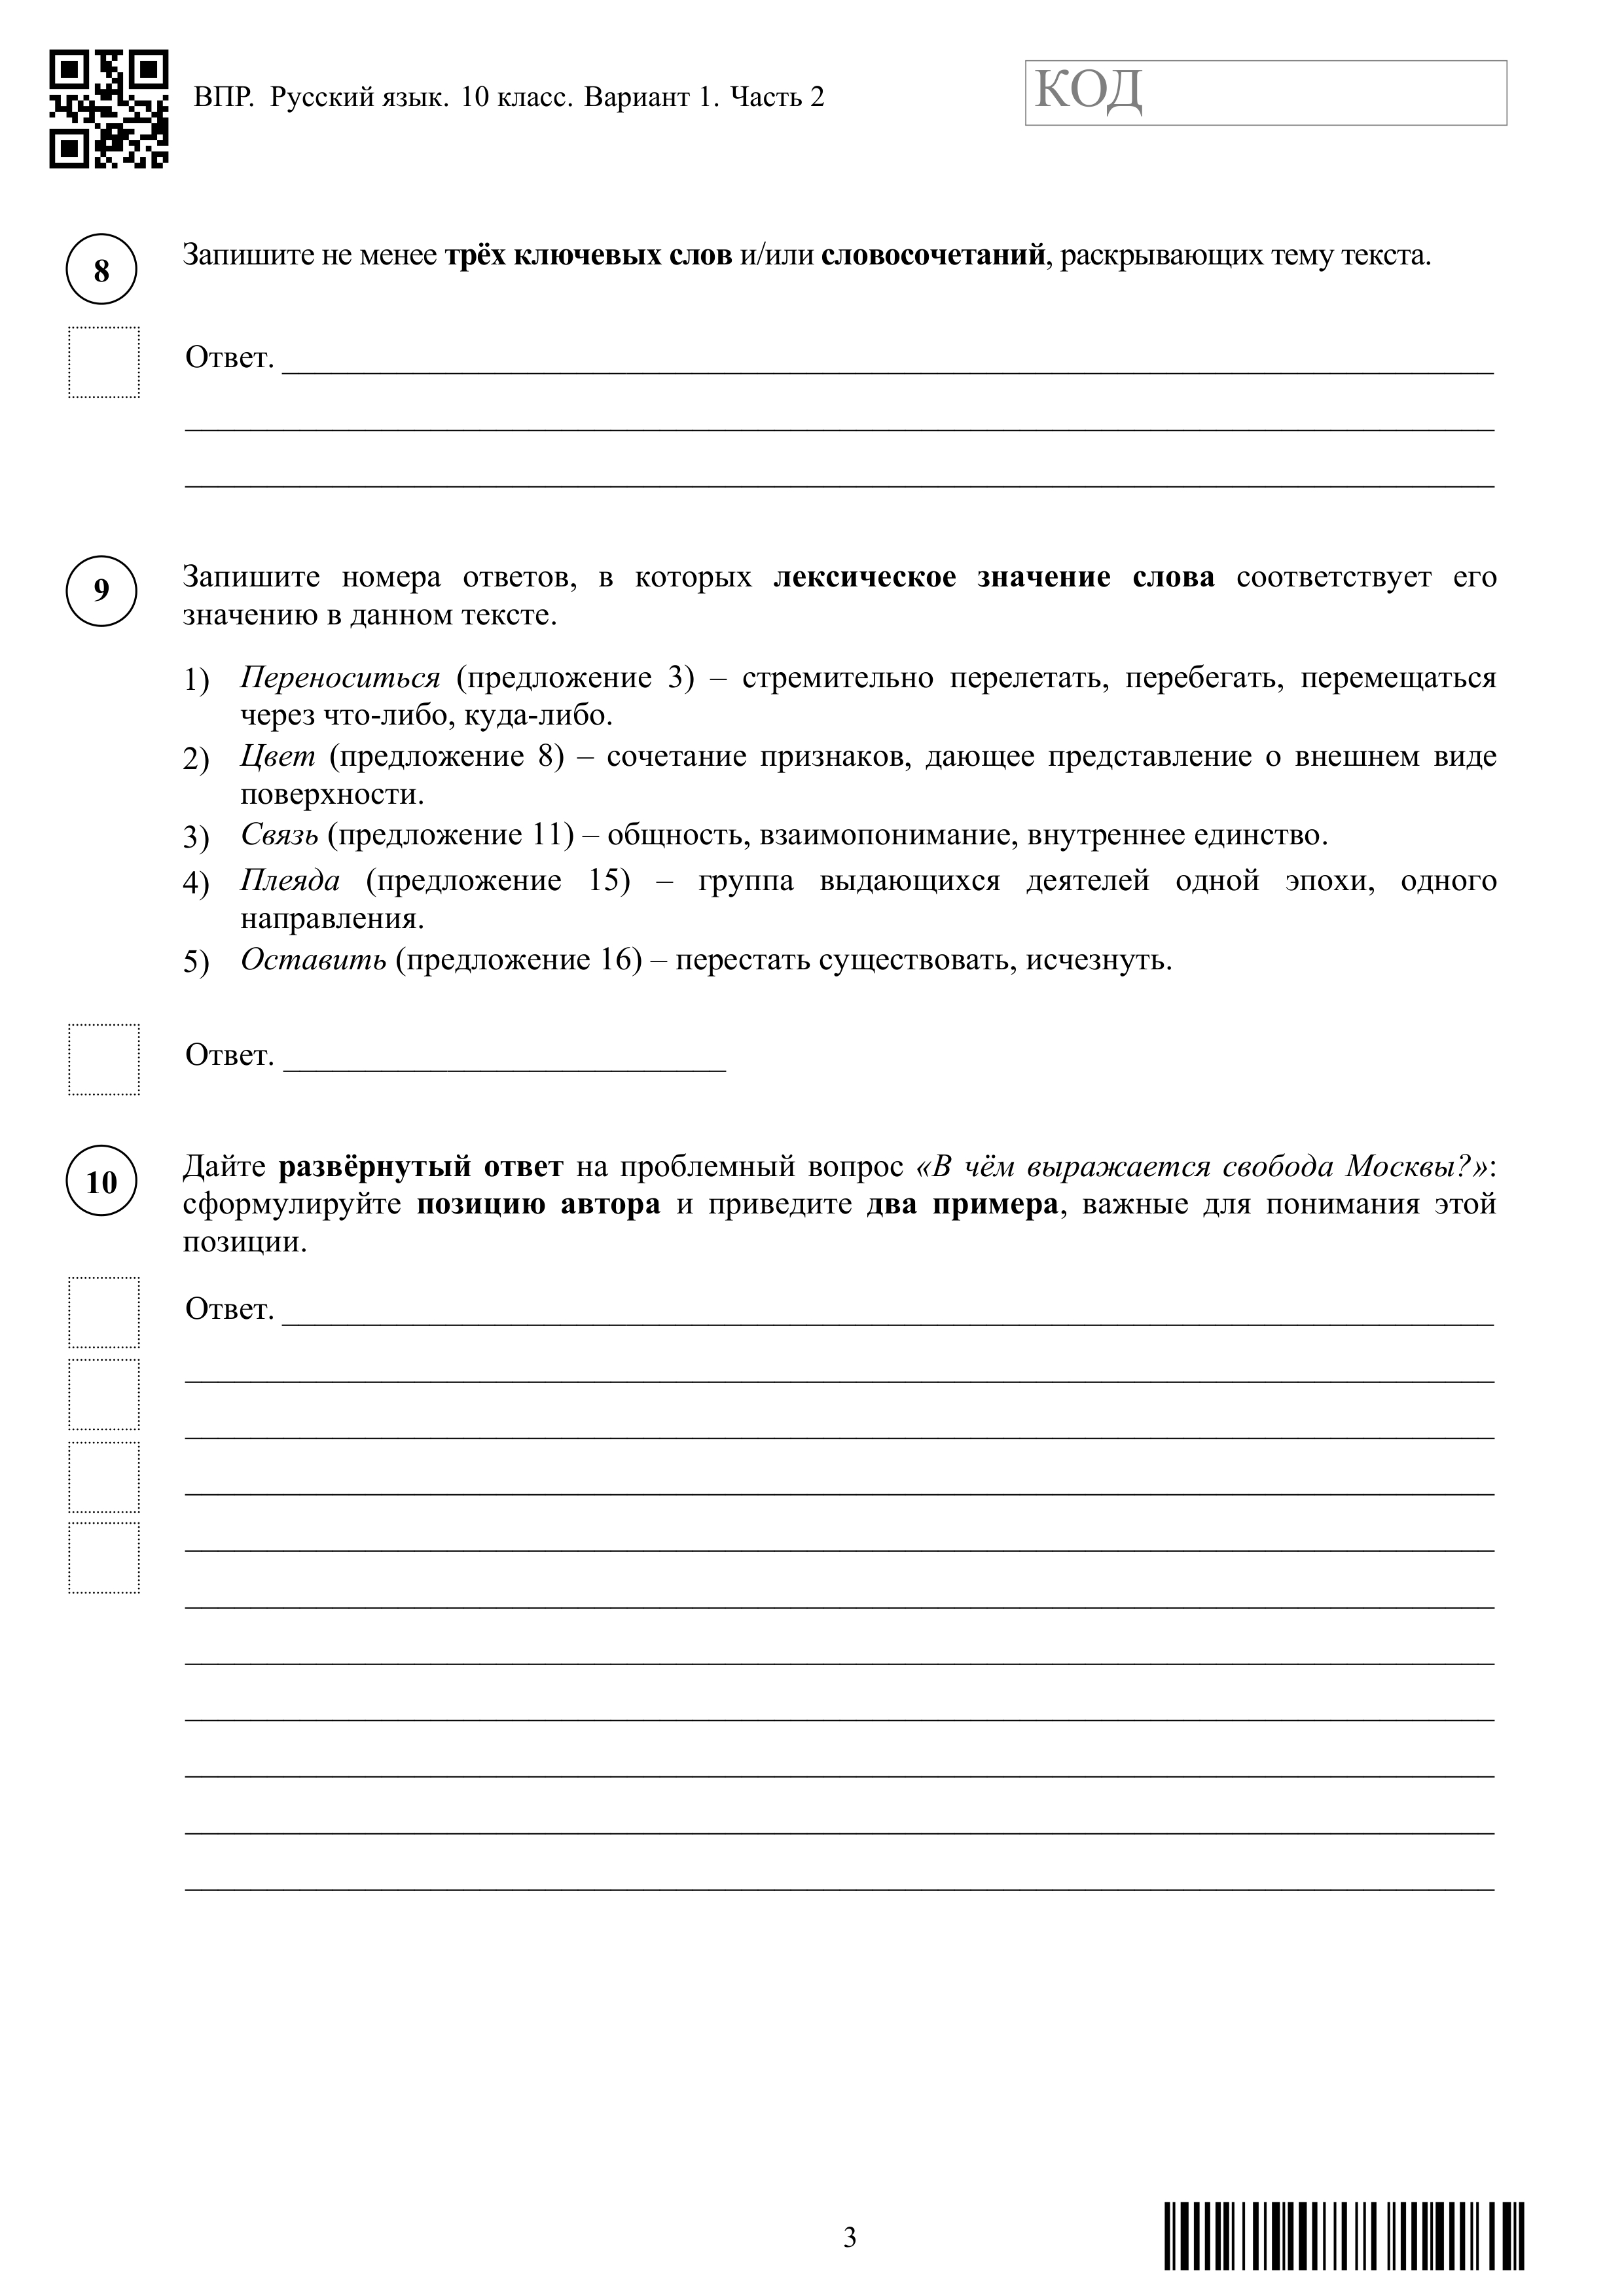 ВПР. Русский язык. 10 класс. Вариант 1. Часть 2
КОД
8
Запишите не менее трёх ключевых слов и/или словосочетаний, раскрывающих тему текста.
Ответ.
9
Запишите номера ответов, в которых лексическое значение слова соответствует его
значению в данном тексте.
1) Переноситься (предложение 3) – стремительно перелетать, перебегать, перемещаться
через что-либо, куда-либо.
2) Цвет (предложение 8) – сочетание признаков, дающее представление о внешнем виде
поверхности.
3) Связь (предложение 11) – общность, взаимопонимание, внутреннее единство.
4) Плеяда (предложение 15) – группа выдающихся деятелей одной эпохи, одного
направления.
5) Оставить (предложение 16) – перестать существовать, исчезнуть.
Ответ.
10
Дайте развёрнутый ответ на проблемный вопрос «В чём выражается свобода Москвы?»:
сформулируйте позицию автора и приведите два примера, важные для понимания этой
позиции.
Ответ.
3